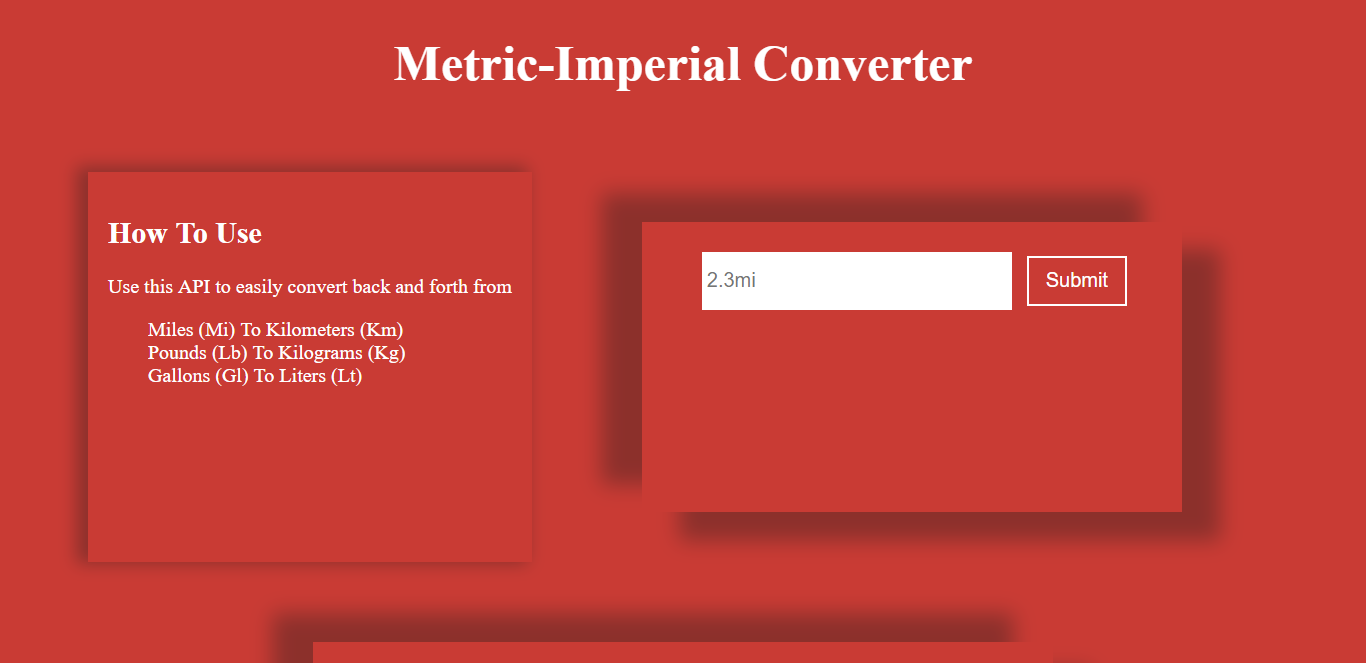 Metric-Imperial Converter
How To Use
Use this API to easily convert back and forth from
Miles (Mi) To Kilometers (Km)
Pounds (Lb) To Kilograms (Kg)
Gallons (Gl) To Liters (Lt)
2.3mi
Submit